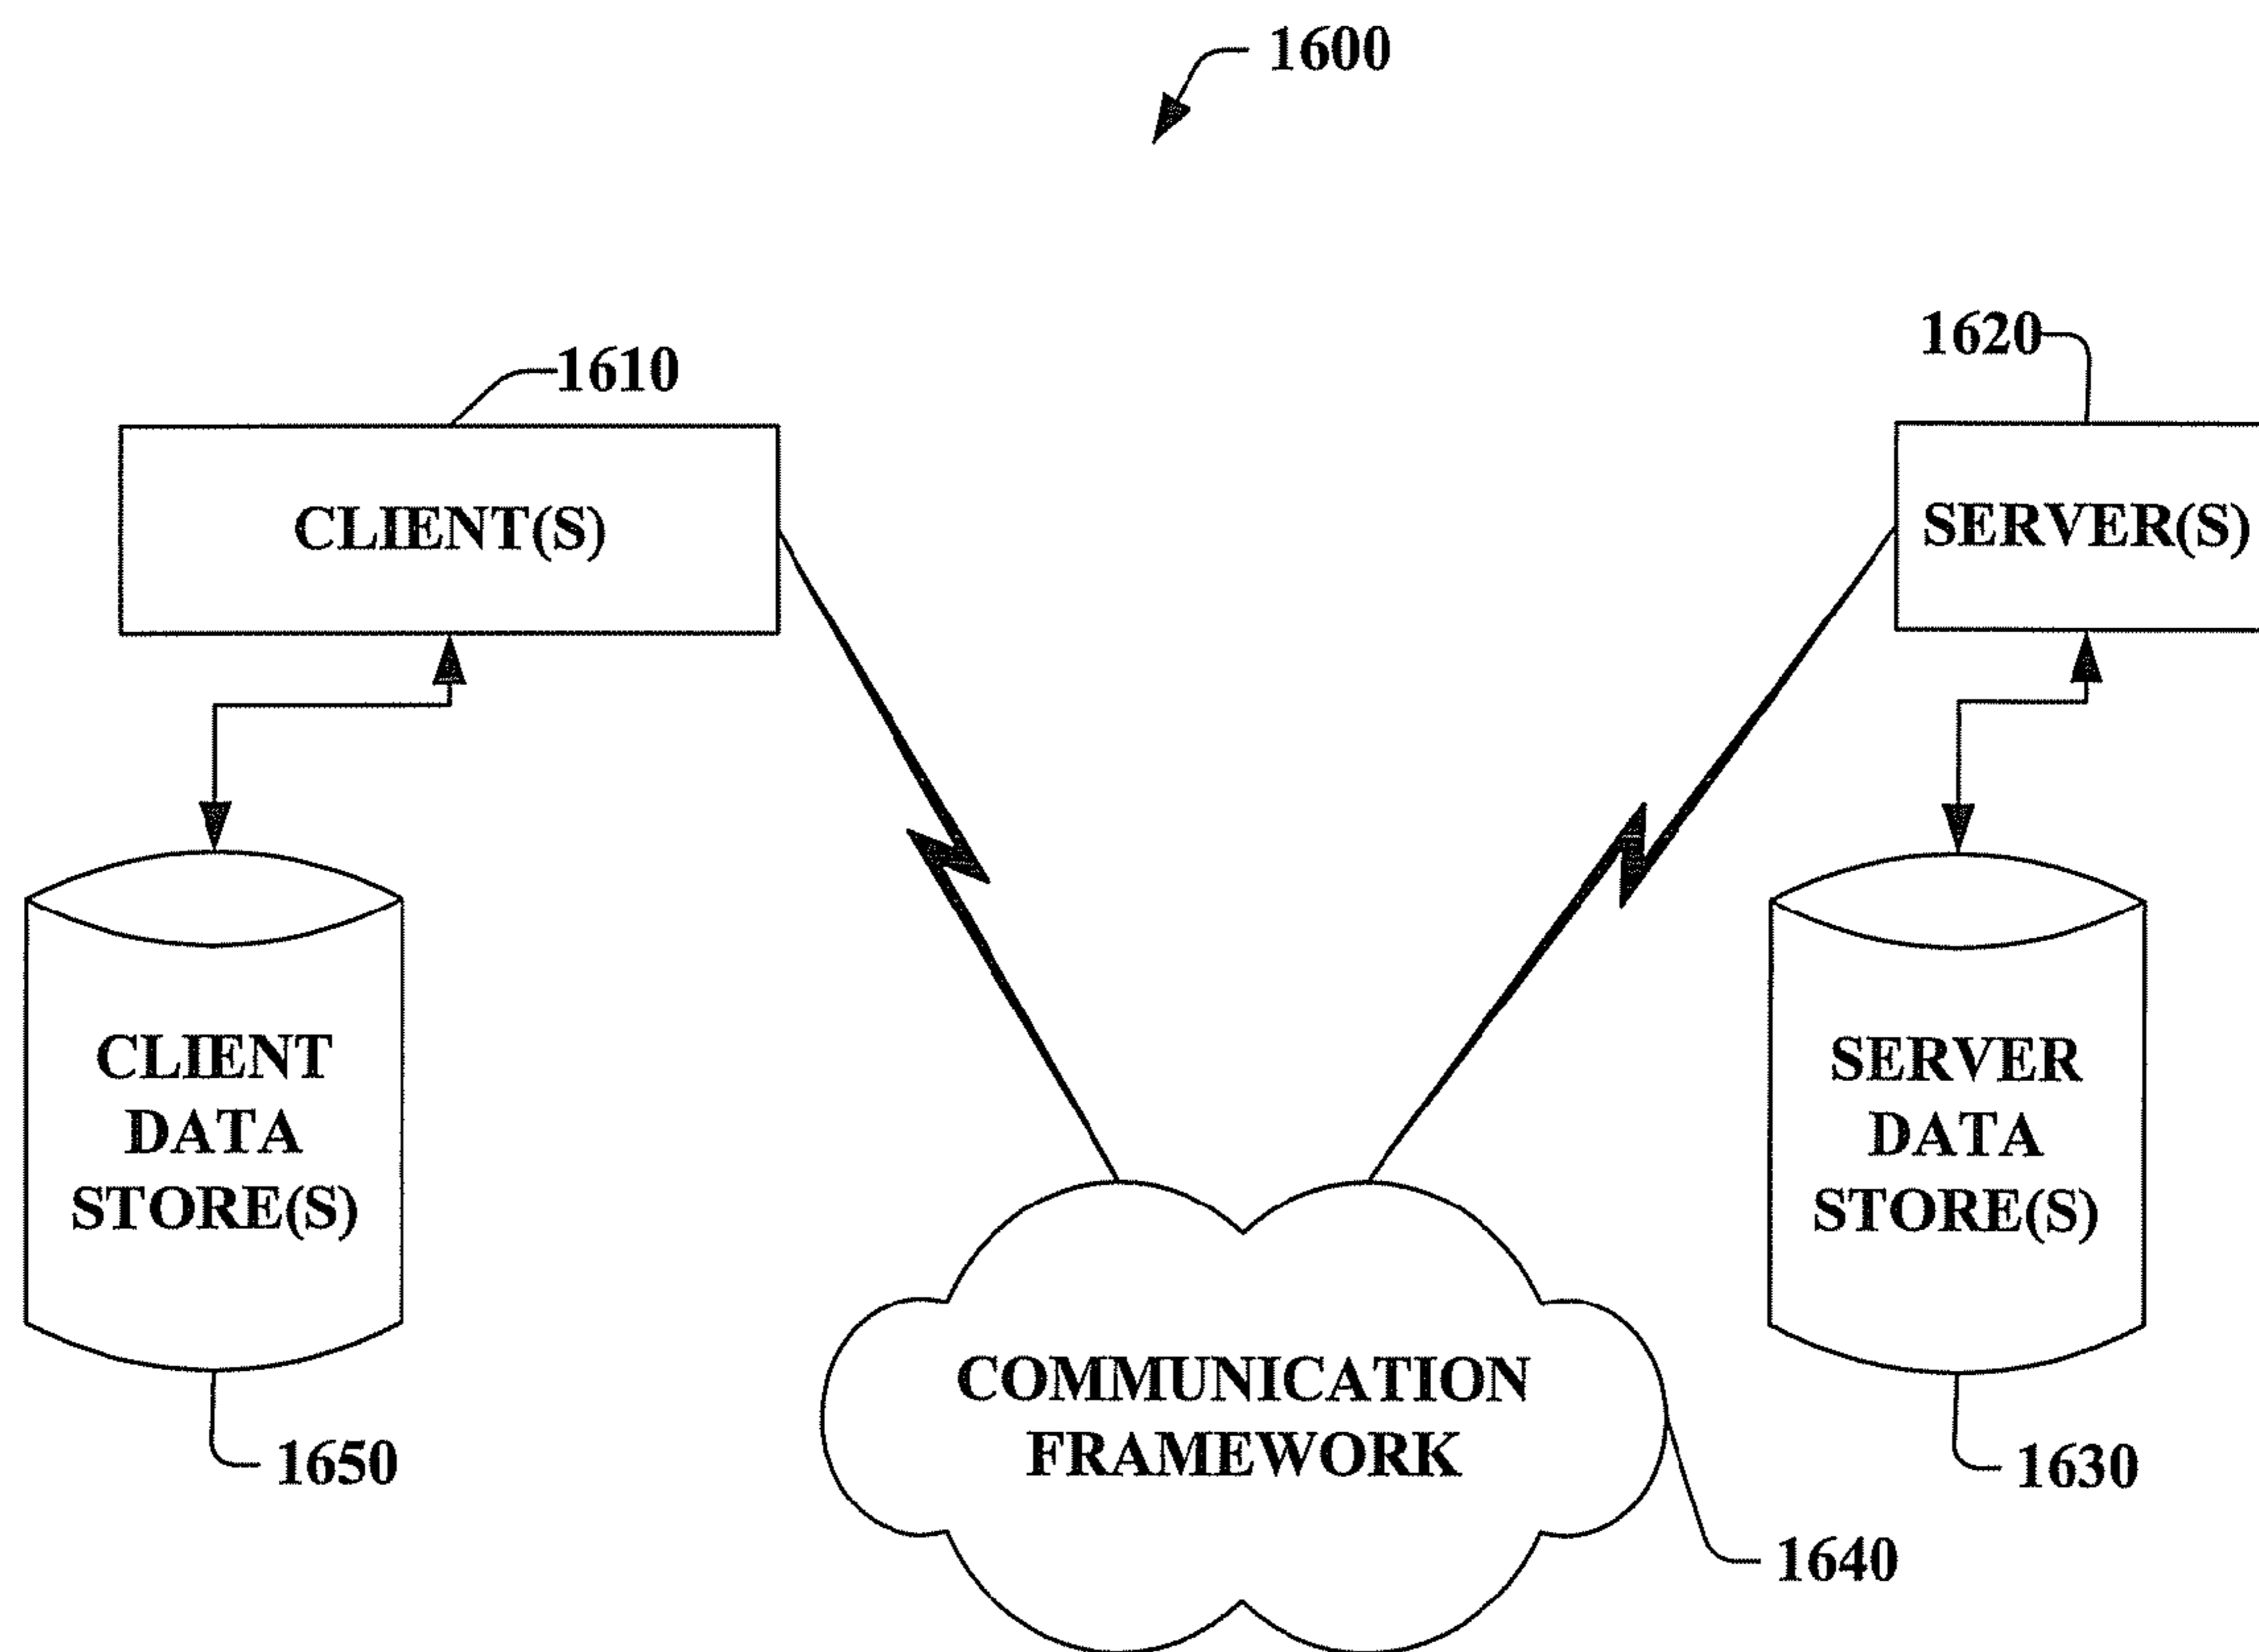 1600
1610
1620
CLIENT(S)
SERVER(S)
CLIENT
DATA
STORE(S)
SERVER
DATA
STORE(S)
COMMUNICATION
FRAMEWORK
1650
1630
1640